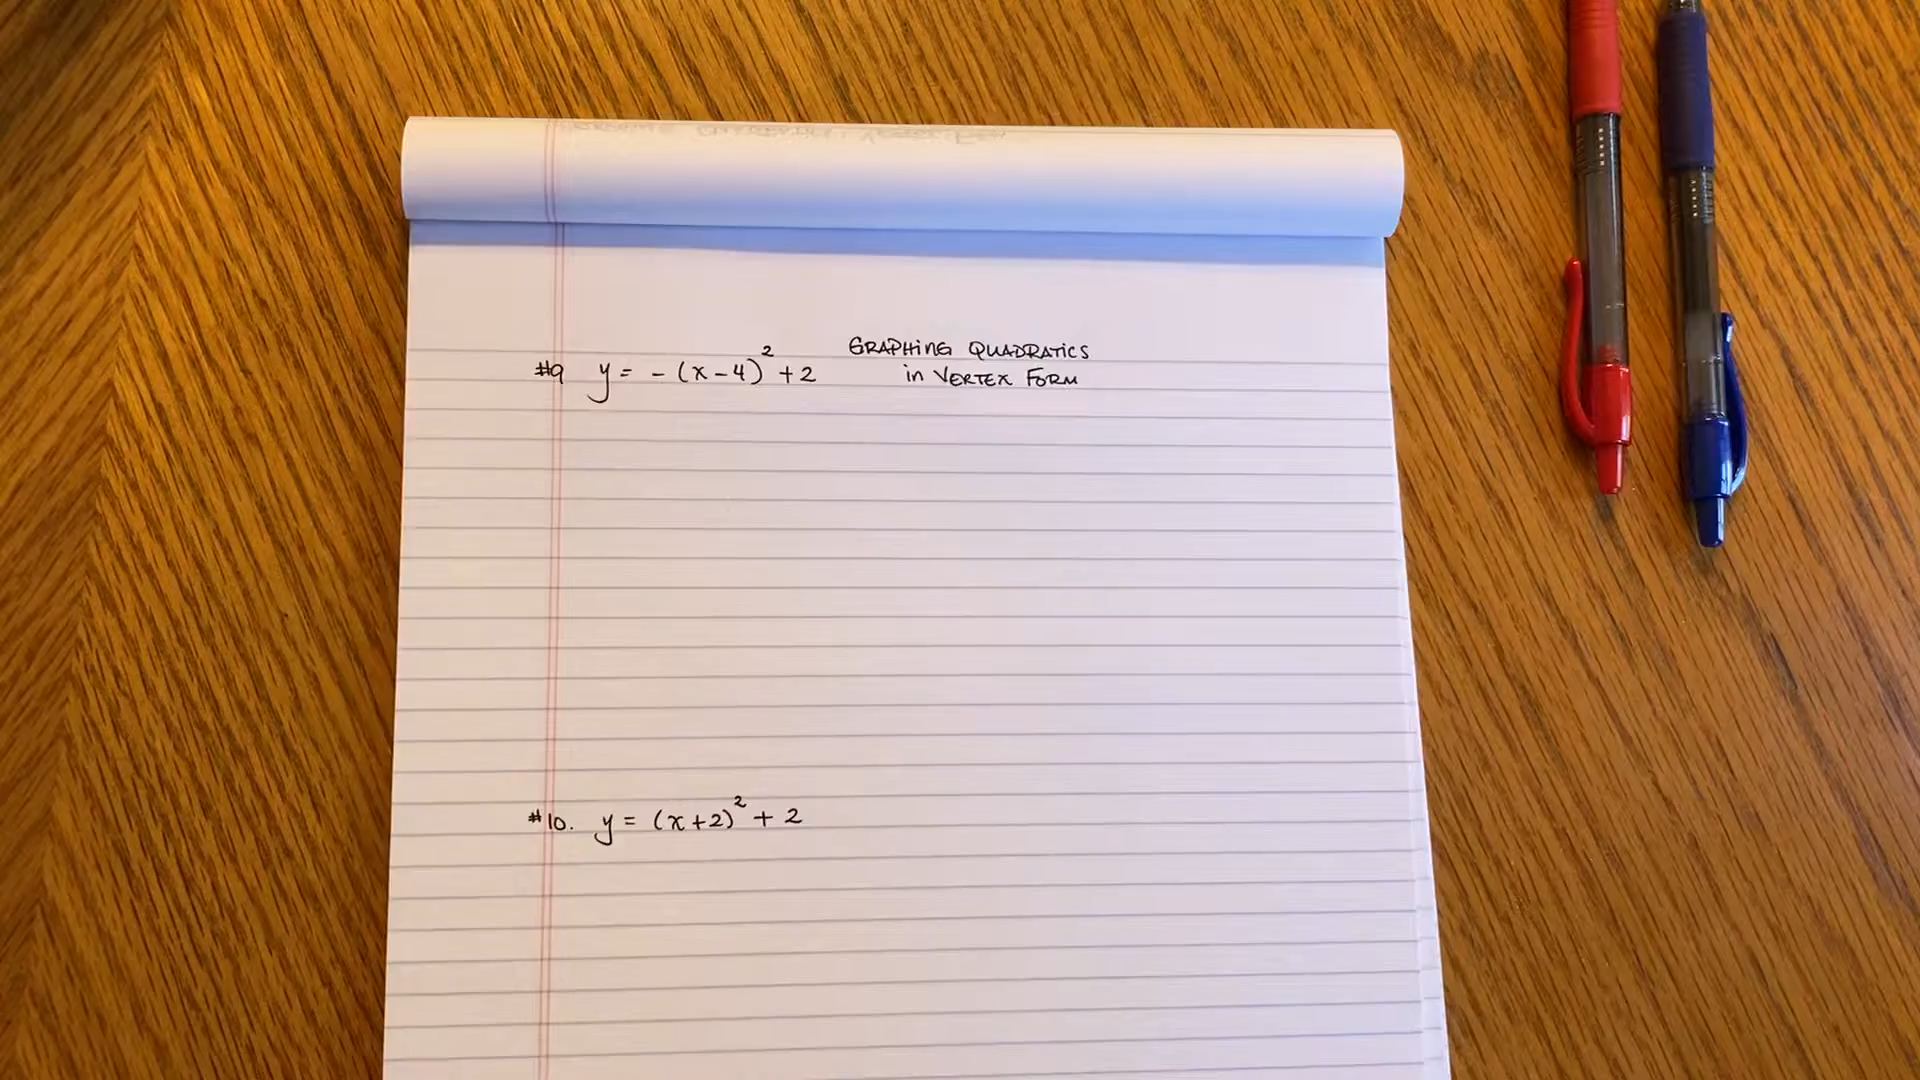 #9 y = -(x-4)² +2
GRAPHING QUADRATICS
in VERTEX FORM
#10. y = (x+2)² + 2